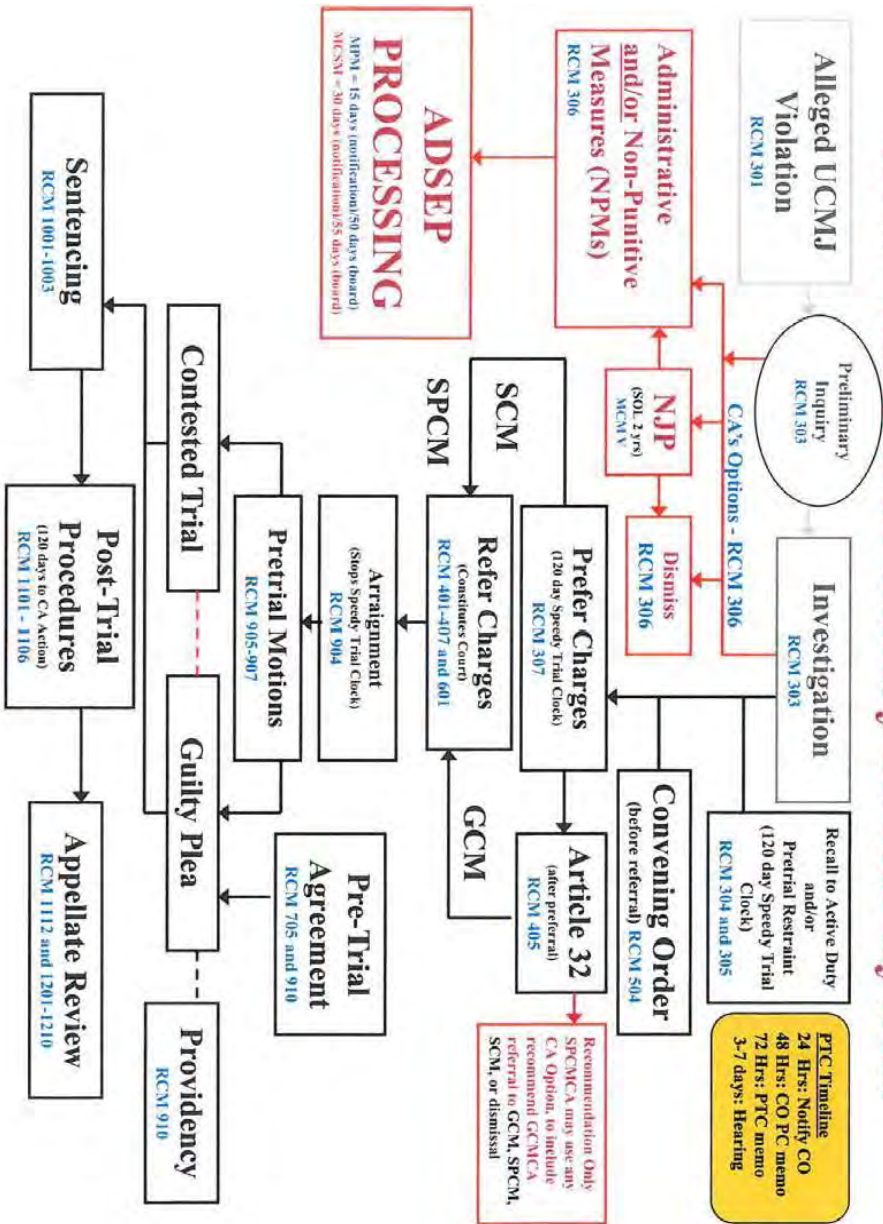 Alleged UCMJ
Violation
RCM 301
Preliminary
Inquiry
RCM 303
Investigation
RCM 303
Recall to Active Duty
and/or
Pretrial Restraint
(120 day Speedy Trial
Clock)
RCM 304 and 305
PTC Timeline
24 Hrs: Notify CO
48 Hrs: CO PC memo
72 Hrs: PTC memo
3-7 days: Hearing
CA's Options - RCM 306
Administrative
and/or Non-Punitive
Measures (NPMs)
RCM 306
NJP
(SOL 2 yrs)
MCM V
Dismiss
RCM 306
Convening Order
(before referral) RCM 504
ADSEP
PROCESSING
MPM = 15 days (notification)/50 days (board)
MCSM = 30 days (notification)/55 days (board)
Prefer Charges
(120 day Speedy Trial Clock)
RCM 307
Article 32
(after preferral)
RCM 405
Recommendation Only
SPCMCA may use any
CA Option, to include
recommend GCMCA
referral to GCM, SPCM,
SCM, or dismissal
SCM
SPCM
GCM
Refer Charges
(Constitutes Court)
RCM 401-407 and 601
Arraignment
(Stops Speedy Trial Clock)
RCM 904
Pretrial Motions
RCM 905-907
Pre-Trial
Agreement
RCM 705 and 910
Contested Trial
Guilty Plea
Providency
RCM 910
Sentencing
RCM 1001-1003
Post-Trial
Procedures
(120 days to CA Action)
RCM 1101 - 1106
Appellate Review
RCM 1112 and 1201-1210